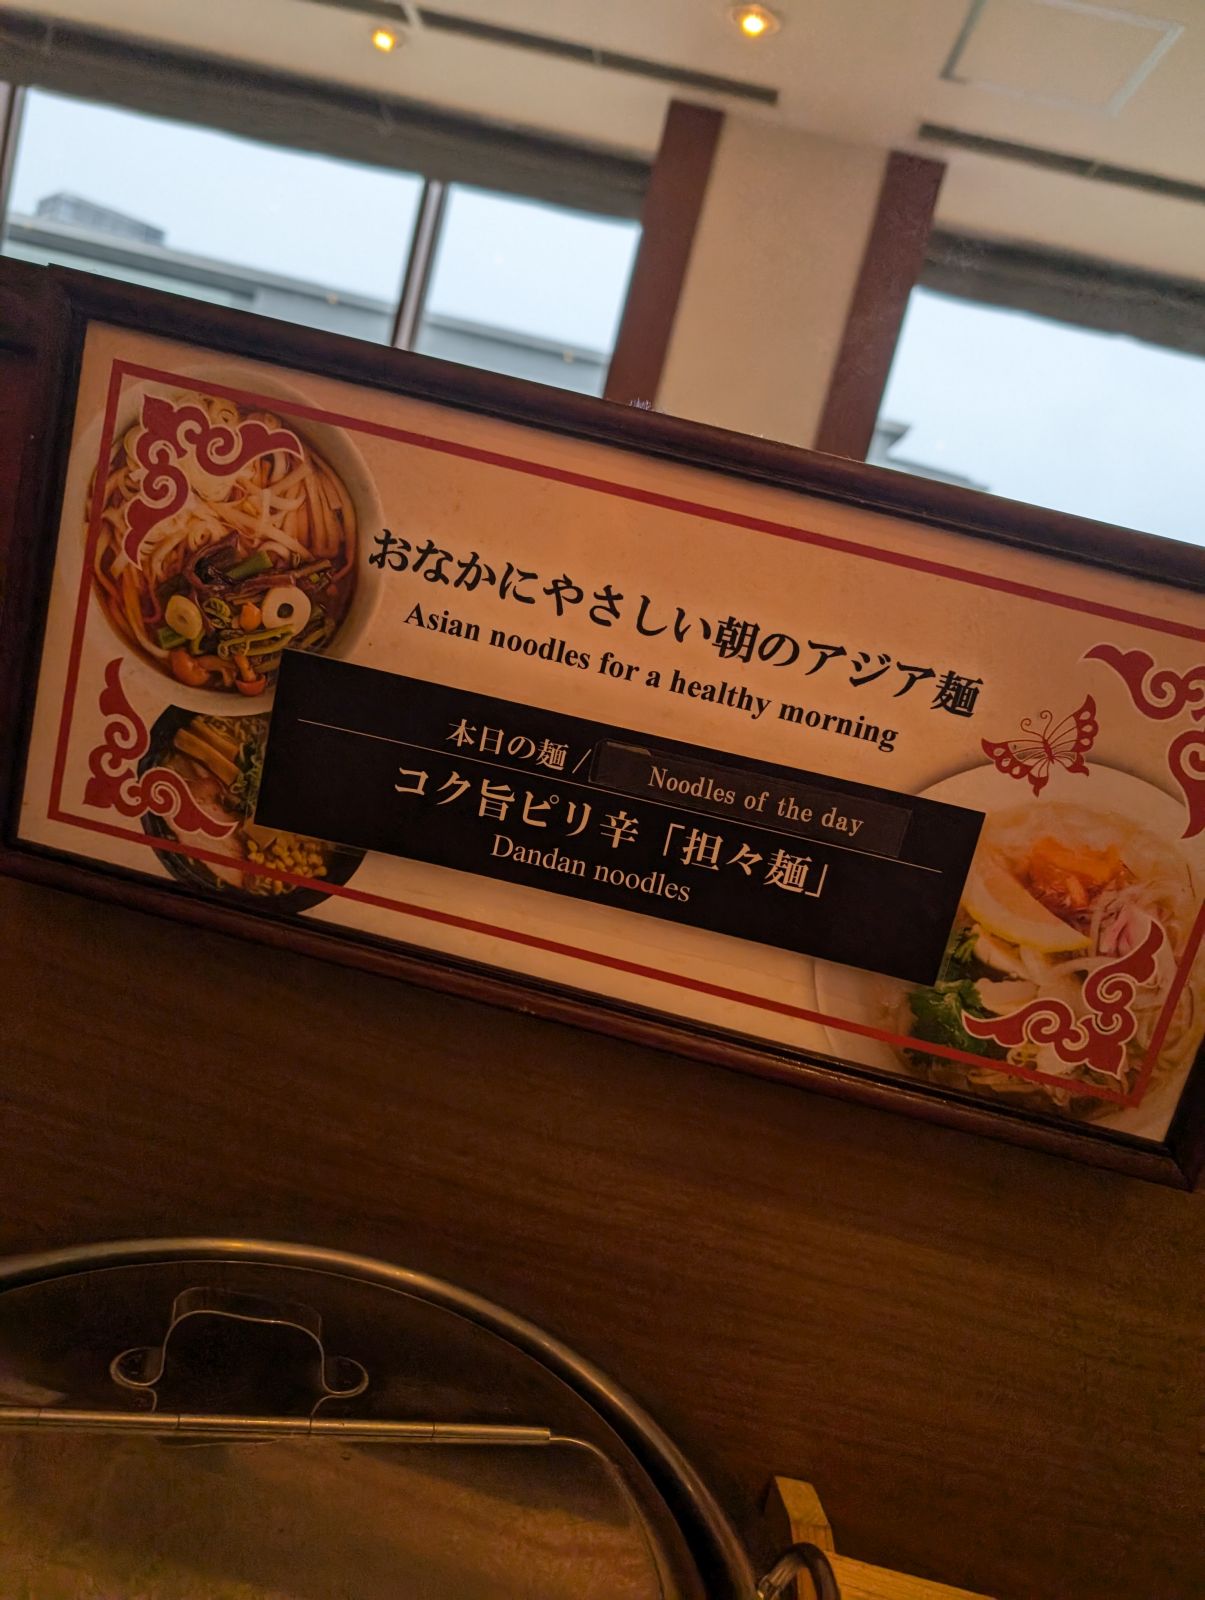 おなかにやさしい朝のアジア麺
Asian noodles for a healthy morning
本日の麺 / Noodles of the day
コク旨ピリ辛「担々麺」
Dandan noodles